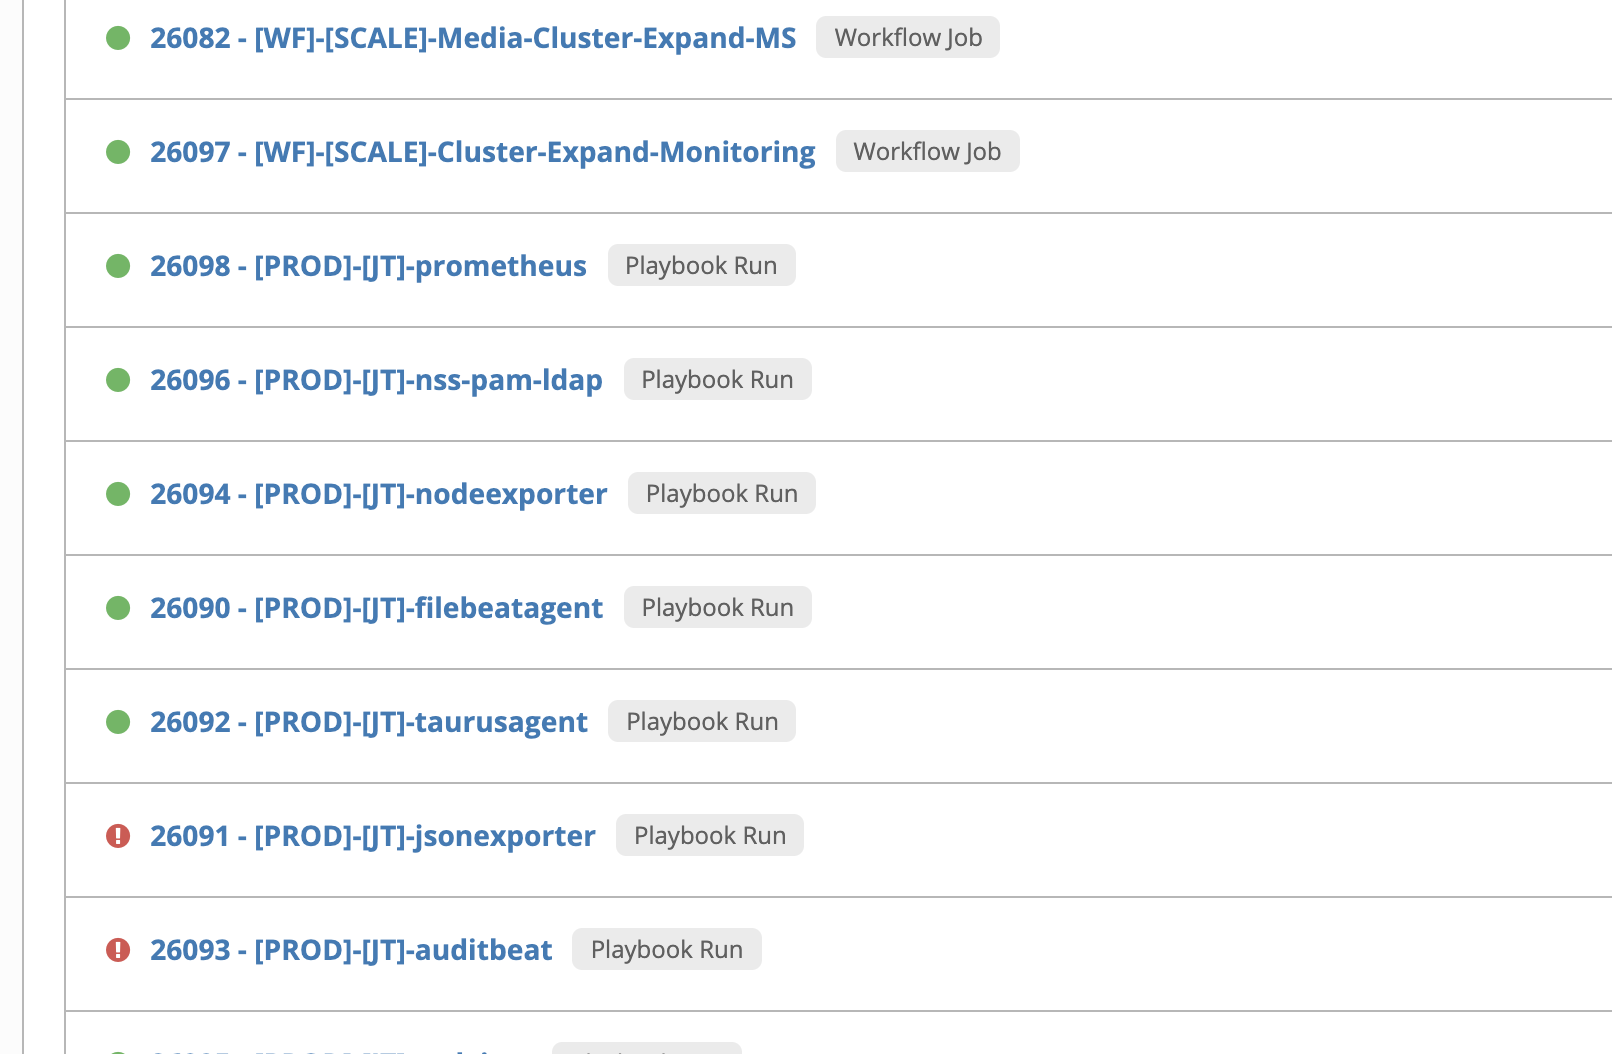 26082 - [WF]-[SCALE]-Media-Cluster-Expand-MS Workflow Job
26097 - [WF]-[SCALE]-Cluster-Expand-Monitoring Workflow Job
26098 - [PROD]-[JT]-prometheus Playbook Run
26096 - [PROD]-[JT]-nss-pam-ldap Playbook Run
26094 - [PROD]-[JT]-nodeexporter Playbook Run
26090 - [PROD]-[JT]-filebeatagent Playbook Run
26092 - [PROD]-[JT]-taurusagent Playbook Run
26091 - [PROD]-[JT]-jsonexporter Playbook Run
26093 - [PROD]-[JT]-auditbeat Playbook Run